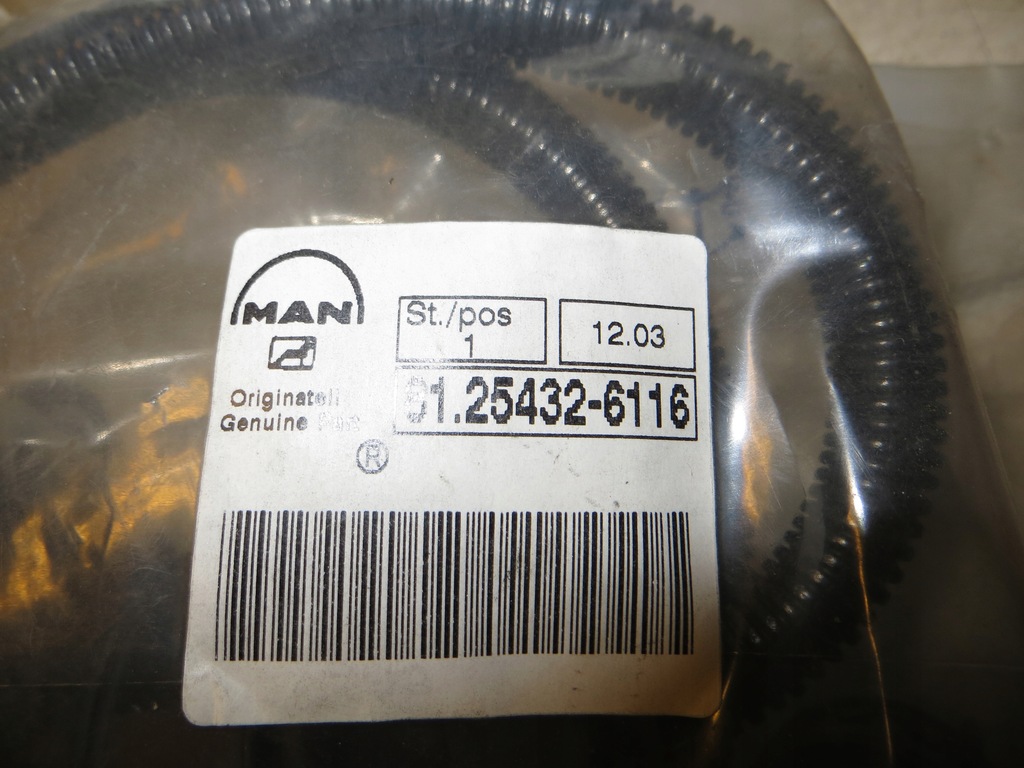 MAN
St./pos
1
12.03
81.25432-6116
Originalteil
Genuine
®